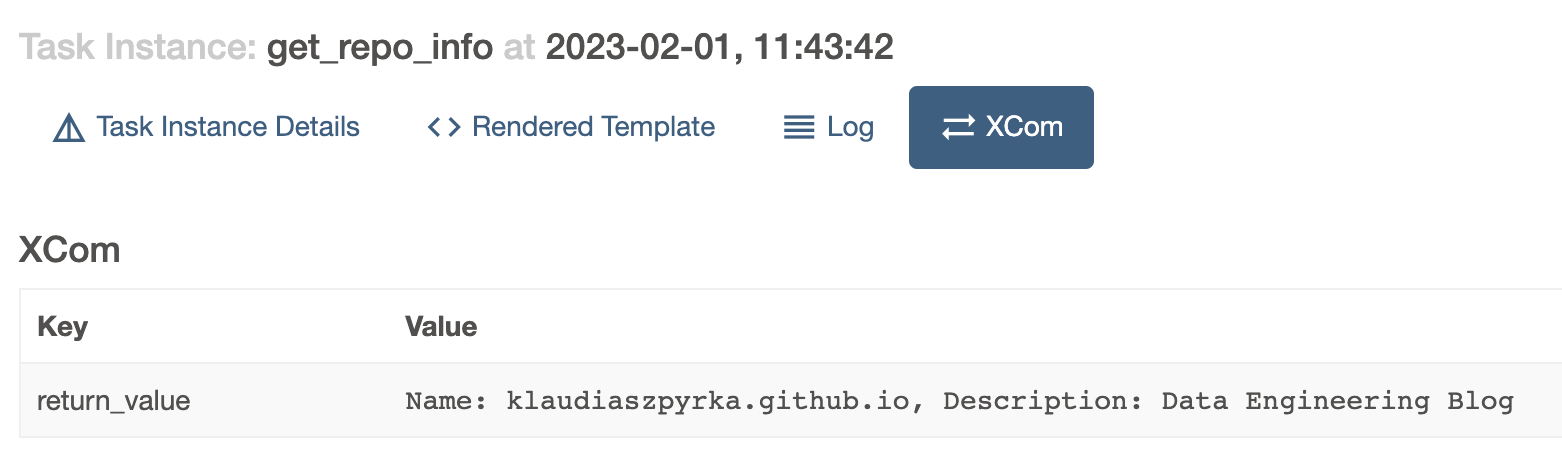 Task Instance: get_repo_info at 2023-02-01, 11:43:42
Task Instance Details Rendered Template Log XCom
XCom
Key Value
return_value Name: klaudiaszpyrka.github.io, Description: Data Engineering Blog